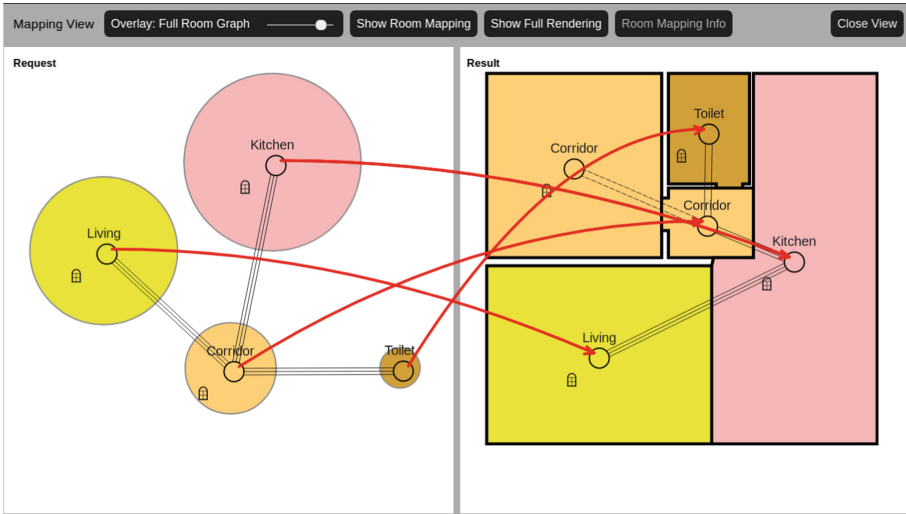 Mapping View Overlay: Full Room Graph Show Room Mapping Show Full Rendering Room Mapping Info Close View
Request
Kitchen
Living
Corridor
Toilet
Result
Toilet
Corridor
Corridor
Kitchen
Living